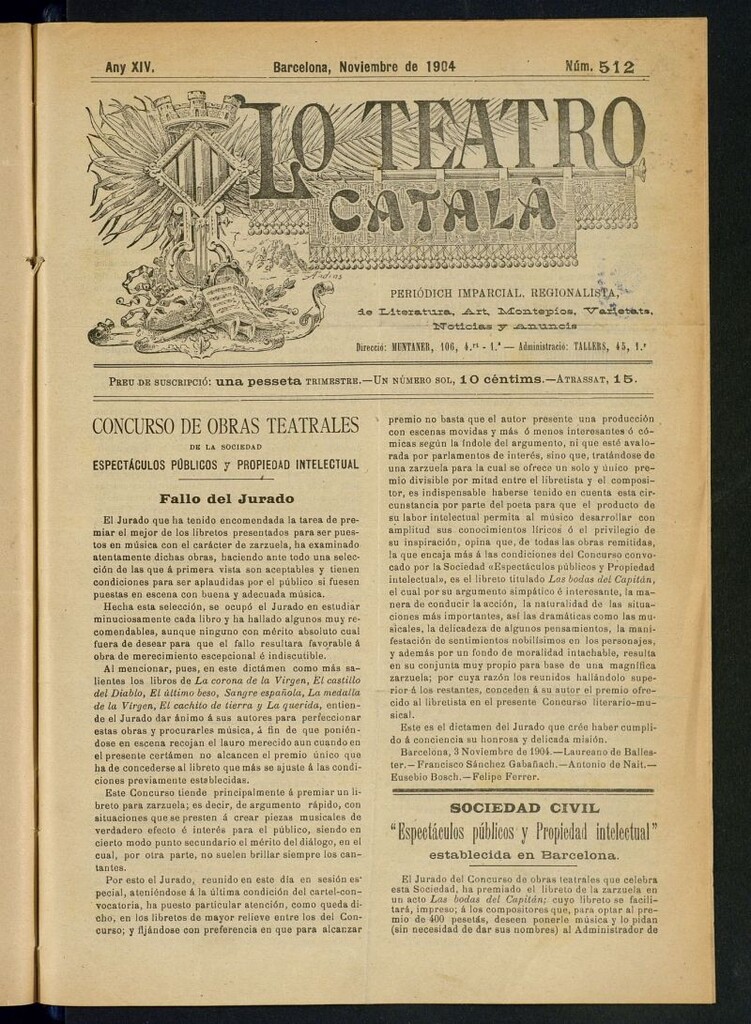 Any XIV.
Barcelona, Noviembre de 1904
Núm. 512
LO TEATRO
CATALÀ
PERIÓDICH IMPARCIAL, REGIONALISTA,
de Literatura, Art, Montepíos, Varietats,
Noticias y Anuncis
Direcció: MUNTANER, 106, 4.rt - 1.ª — Administració: TALLERS, 45, 1.r
PREU DE SUSCRIPCIÓ: una pesseta TRIMESTRE.—UN NÚMERO SOL, 10 céntims.—ATRASSAT, 15.
CONCURSO DE OBRAS TEATRALES
DE LA SOCIEDAD
ESPECTÁCULOS PÚBLICOS y PROPIEDAD INTELECTUAL
Fallo del Jurado
El Jurado que ha tenido encomendada la tarea de pre-
miar el mejor de los libretos presentados para ser pues-
tos en música con el carácter de zarzuela, ha examinado
atentamente dichas obras, haciendo ante todo una selec-
ción de las que á primera vista son aceptables y tienen
condiciones para ser aplaudidas por el público si fuesen
puestas en escena con buena y adecuada música.
Hecha esta selección, se ocupó el Jurado en estudiar
minuciosamente cada libro y ha hallado algunos muy re-
comendables, aunque ninguno con mérito absoluto cual
fuera de desear para que el fallo resultara favorable á
obra de merecimiento escepcional é indiscutible.
Al mencionar, pues, en este dictámen como más sa-
lientes los libros de La corona de la Virgen, El castillo
del Diablo, El último beso, Sangre española, La medalla
de la Virgen, El cachito de tierra y La querida, entien-
de el Jurado dar ánimo á sus autores para perfeccionar
estas obras y procurarles música, á fin de que ponién-
dose en escena recojan el lauro merecido aun cuando en
el presente certámen no alcancen el premio único que
ha de concederse al libreto que más se ajuste á las condi-
ciones previamente establecidas.
Este Concurso tiende principalmente á premiar un li-
breto para zarzuela; es decir, de argumento rápido, con
situaciones que se presten á crear piezas musicales de
verdadero efecto é interés para el público, siendo en
cierto modo punto secundario el mérito del diálogo, en el
cual, por otra parte, no suelen brillar siempre los can-
tantes.
Por esto el Jurado, reunido en este día en sesión es-
pecial, ateniéndose á la última condición del cartel-con-
vocatoria, ha puesto particular atención, como queda di-
cho, en los libretos de mayor relieve entre los del Con-
curso; y fijándose con preferencia en que para alcanzar
premio no basta que el autor presente una producción
con escenas movidas y más ó menos interesantes ó có-
micas según la índole del argumento, ni que esté avalo-
rada por parlamentos de interés, sino que, tratándose de
una zarzuela para la cual se ofrece un solo y único pre-
mio divisible por mitad entre el libretista y el composi-
tor, es indispensable haberse tenido en cuenta esta cir-
cunstancia por parte del poeta para que el producto de
su labor intelectual permita al músico desarrollar con
amplitud sus conocimientos líricos ó el privilegio de
su inspiración, opina que, de todas las obras remitidas,
la que encaja más á las condiciones del Concurso convo-
cado por la Sociedad «Espectáculos públicos y Propiedad
intelectual», es el libreto titulado Las bodas del Capitán,
el cual por su argumento simpático é interesante, la ma-
nera de conducir la acción, la naturalidad de las situa-
ciones más importantes, así las dramáticas como las mu-
sicales, la delicadeza de algunos pensamientos, la mani-
festación de sentimientos nobilísimos en los personajes,
y además por un fondo de moralidad intachable, resulta
en su conjunto muy propio para base de una magnífica
zarzuela; por cuya razón los reunidos hallándolo supe-
rior á los restantes, conceden á su autor el premio ofre-
cido al libretista en el presente Concurso literario-mu-
sical.
Este es el dictamen del Jurado que crée haber cumpli-
do á conciencia su honrosa y delicada misión.
Barcelona, 3 Noviembre de 1904.—Laureano de Balles-
ter.—Francisco Sánchez Gabañach.—Antonio de Nait.—
Eusebio Bosch.—Felipe Ferrer.
SOCIEDAD CIVIL
“Espectáculos públicos y Propiedad intelectual”
establecida en Barcelona.
El Jurado del Concurso de obras teatrales que celebra
esta Sociedad, ha premiado el libreto de la zarzuela en
un acto Las bodas del Capitán; cuyo libreto se facili-
tará, impreso; á los compositores que, para optar al pre-
mio de 400 pesetas, deseen ponerle música y lo pidan
(sin necesidad de dar sus nombres) al Administrador de